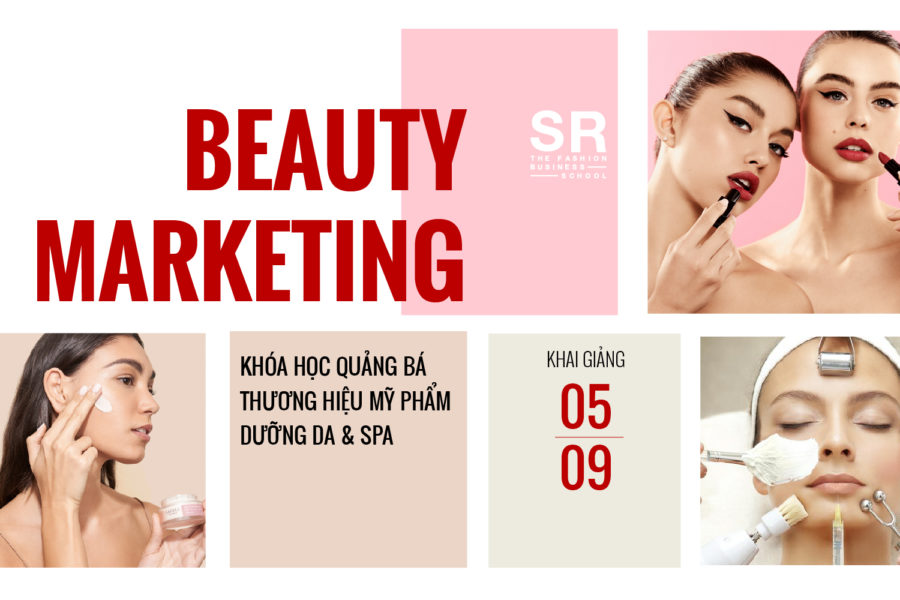 BEAUTY
MARKETING
SR
THE FASHION
BUSINESS
SCHOOL
KHÓA HỌC QUẢNG BÁ
THƯƠNG HIỆU MỸ PHẨM
DƯỠNG DA & SPA
KHAI GIẢNG
05
09